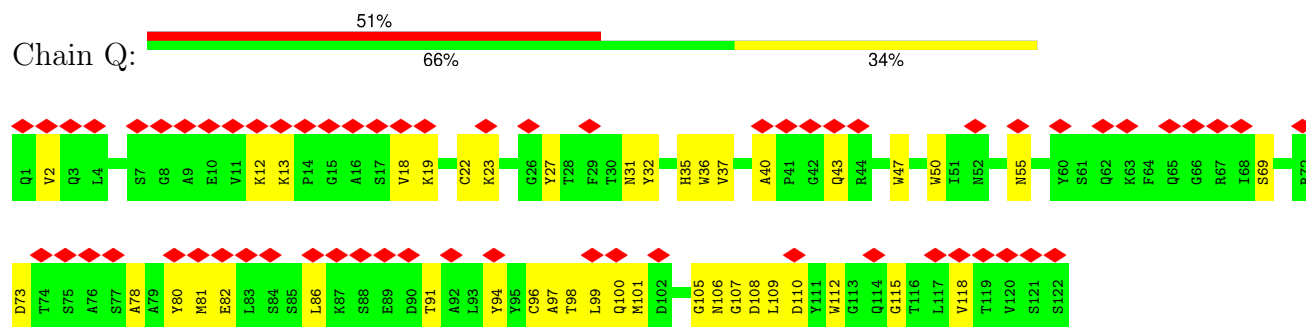 51%
Chain Q:
66% 34%
Q1 V2 Q3 L4 S7 G8 A9 E10 V11 K12 K13 P14 G15 A16 S17 V18 K19 C22 K23 G26 Y27 T28 F29 T30 N31 Y32 H35 W36 V37 A40 P41 G42 Q43 R44 W47 W50 I51 N52 N55 Y60 S61 Q62 K63 F64 Q65 G66 R67 I68 S69
D73 T74 S75 A76 S77 A78 A79 Y80 M81 E82 L83 S84 S85 L86 K87 S88 E89 D90 T91 A92 L93 Y94 Y95 C96 A97 T98 L99 Q100 M101 D102 G105 N106 G107 D108 L109 D110 Y111 W112 G113 Q114 G115 T116 L117 V118 T119 V120 S121 S122